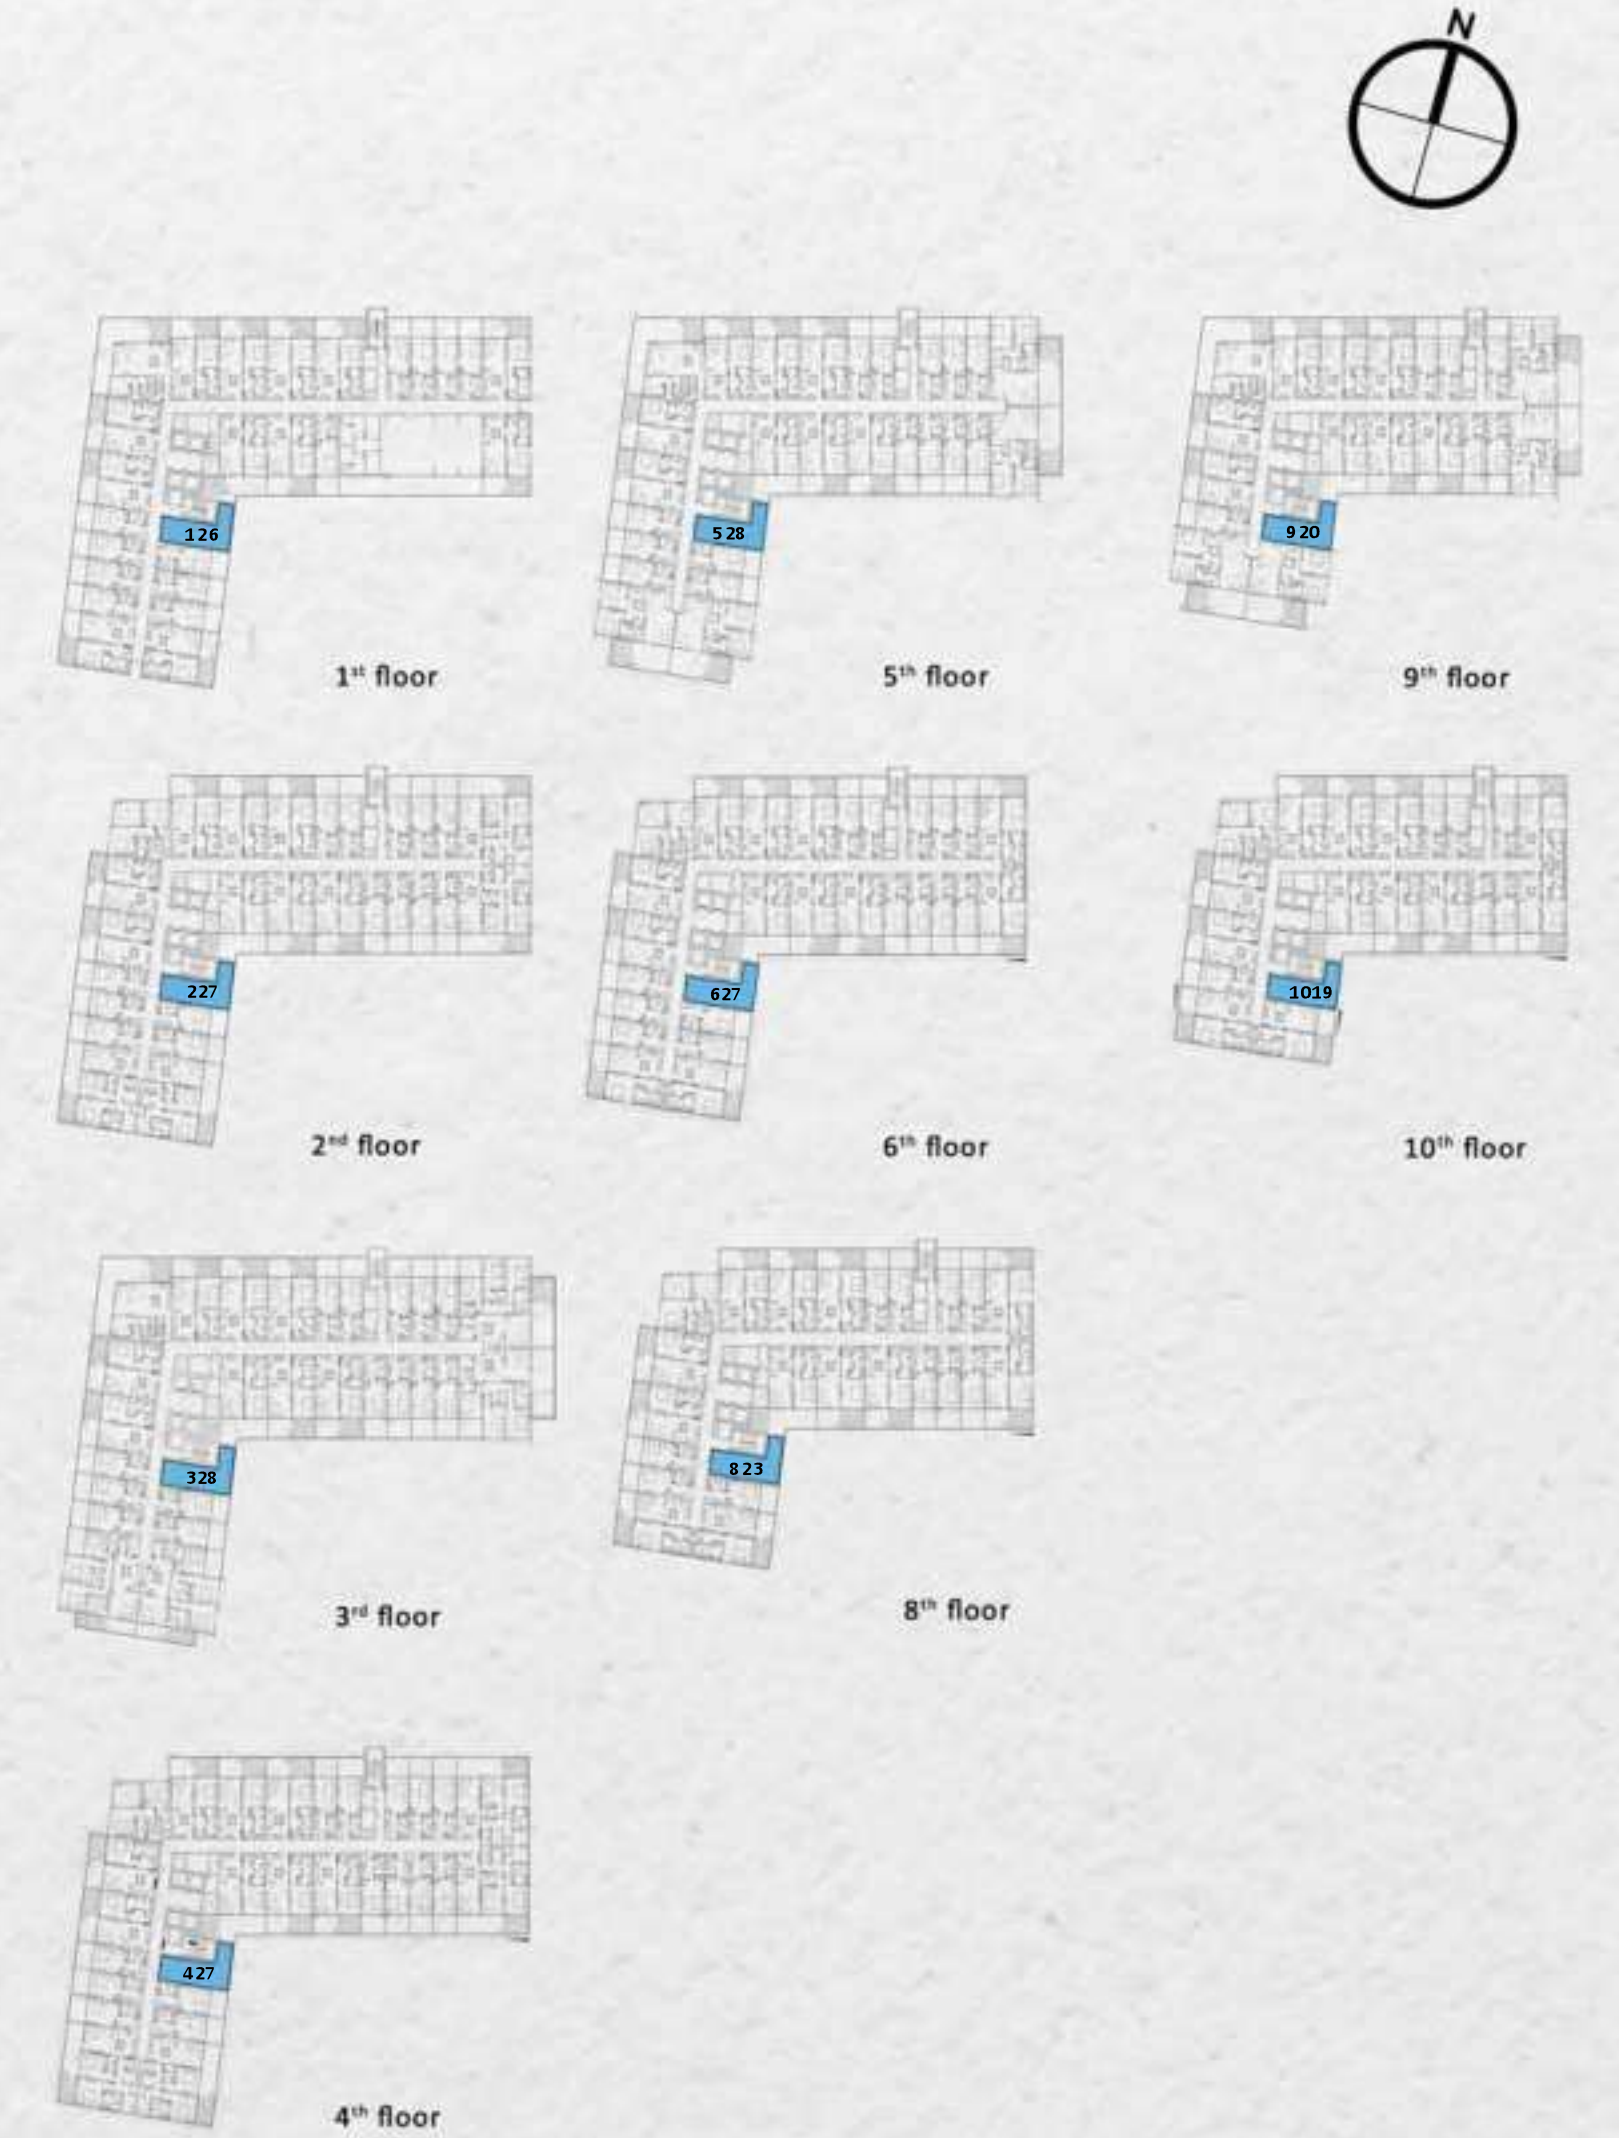 N
126
528
920
1st floor
5th floor
9th floor
227
627
1019
2nd floor
6th floor
10th floor
328
823
3rd floor
8th floor
427
4th floor